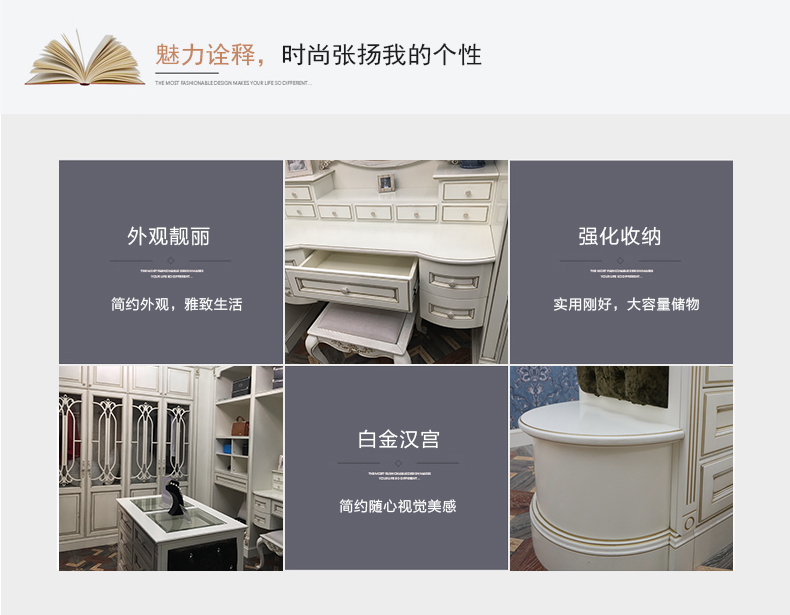 魅力诠释，时尚张扬我的个性
THE MOST FASHIONABLE DESIGN MAKES YOUR LIFE SO DIFFERENT...
外观靓丽
THE MOST FASHIONABLE DESIGN MAKES
YOUR LIFE SO DIFFERENT...
简约外观，雅致生活
强化收纳
THE MOST FASHIONABLE DESIGN MAKES
YOUR LIFE SO DIFFERENT...
实用刚好，大容量储物
白金汉宫
THE MOST FASHIONABLE DESIGN MAKES
YOUR LIFE SO DIFFERENT...
简约随心视觉美感